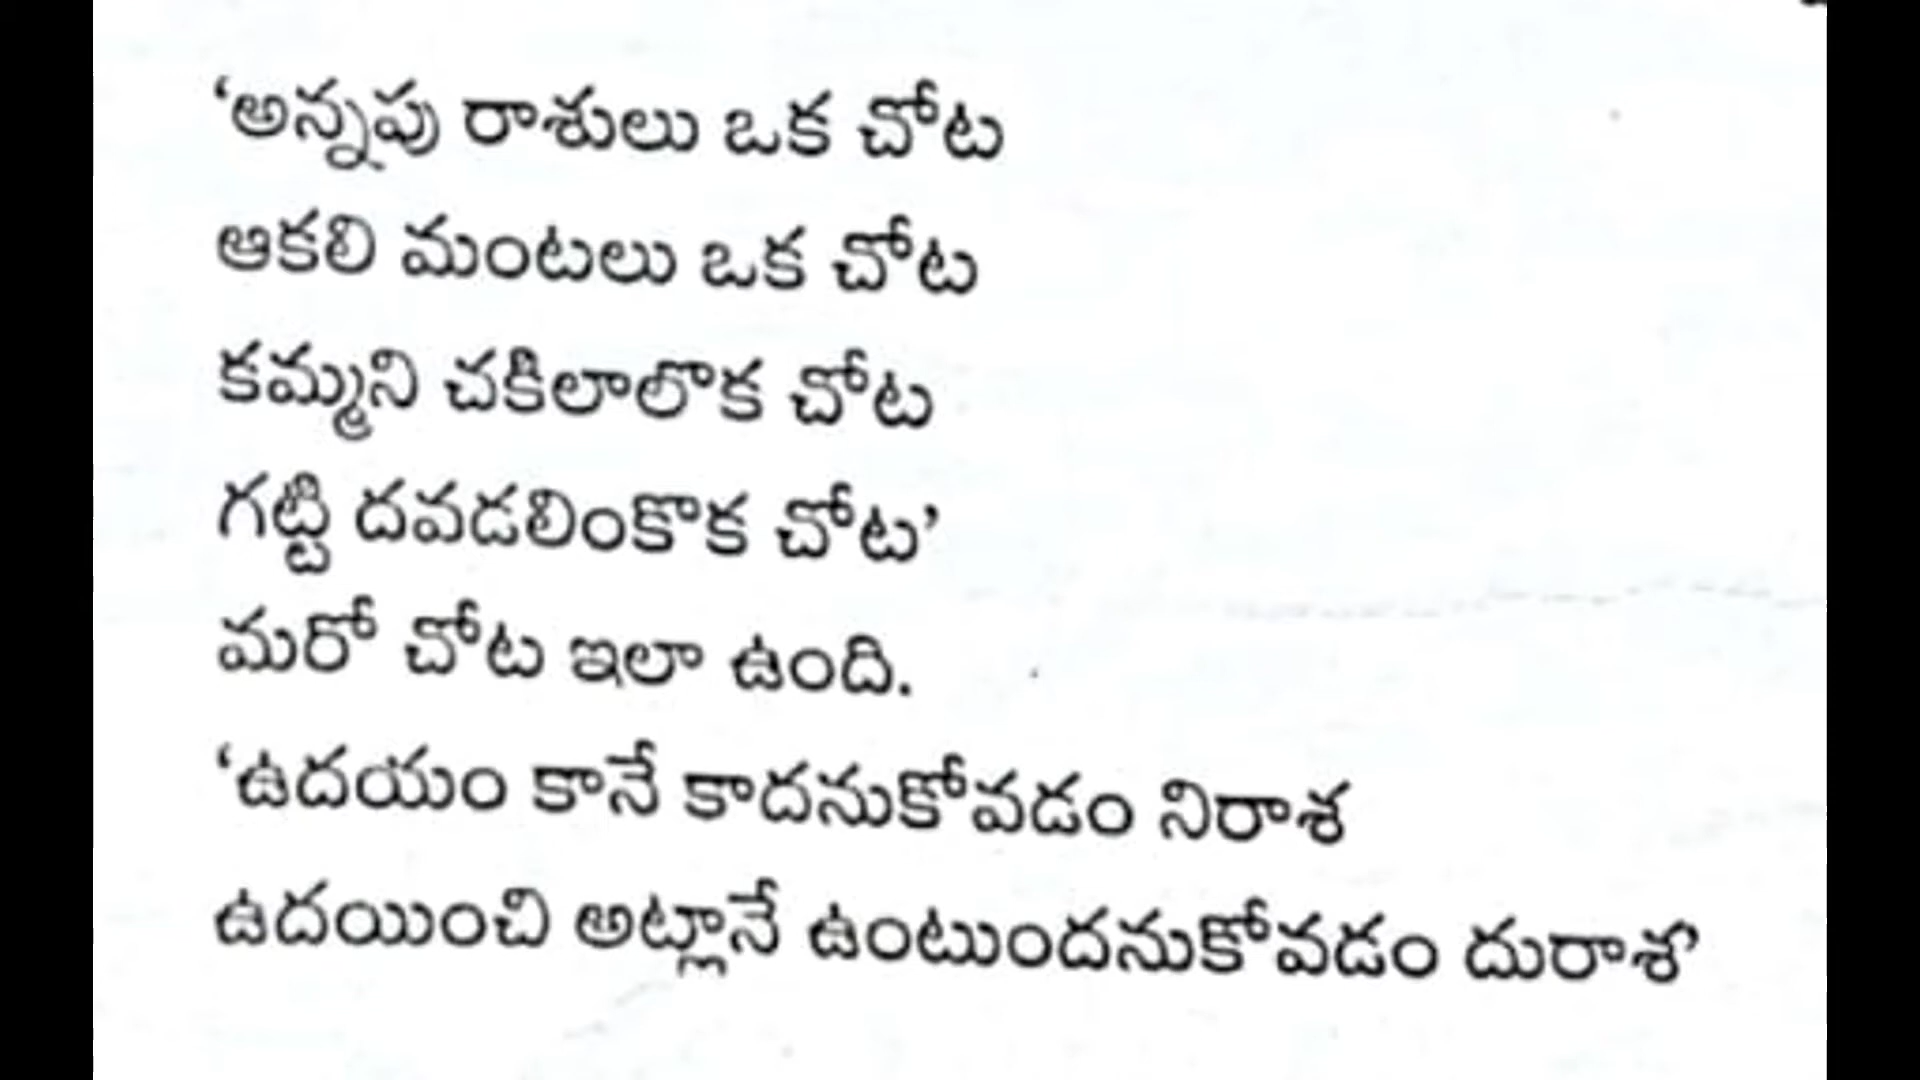 ‘అన్నపు రాశులు ఒక చోట
ఆకలి మంటలు ఒక చోట
కమ్మని చకిలాలొక చోట
గట్టి దవడలింకొక చోట’
మరో చోట ఇలా ఉంది.
‘ఉదయం కానే కాదనుకోవడం నిరాశ
ఉదయించి అట్లానే ఉంటుందనుకోవడం దురాశ’